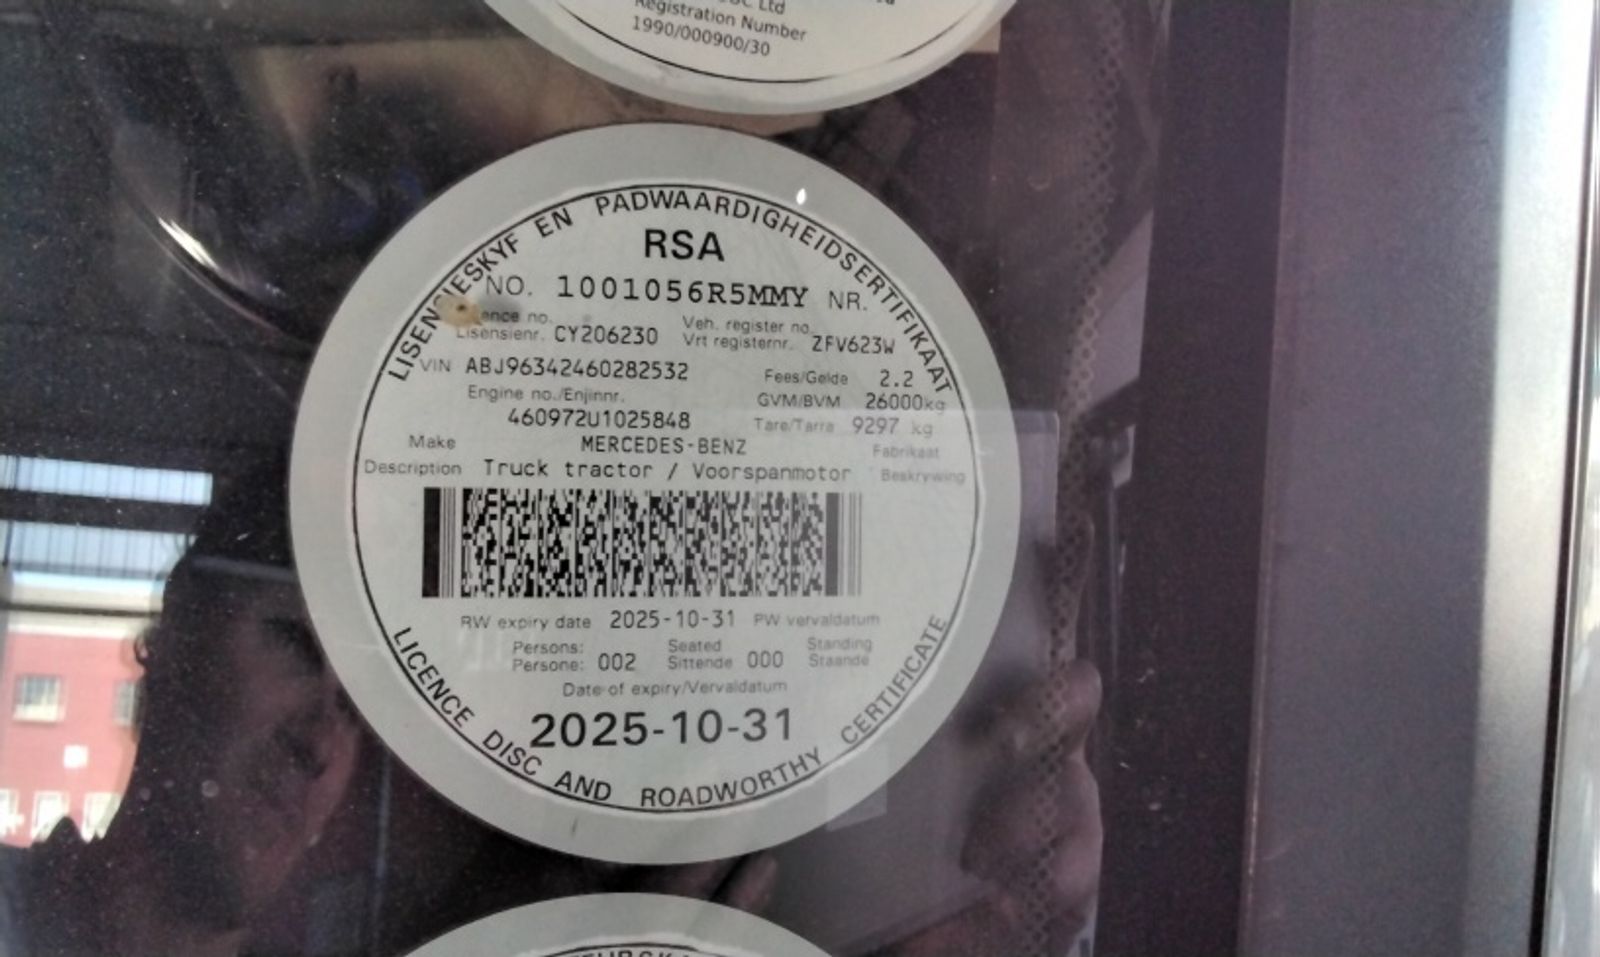 Ltd
Registration Number
1990/000900/30
LISENSIESKYF EN PADWAARDIGHEIDSERTIFIKAAT
RSA
NO. 1001056R5MMY NR.
ence no. Veh. register no.
Lisensienr. CY206230 Vrt registernr. ZFV623W
VIN ABJ96342460282532 Fees/Gelde 2.2
Engine no./Enjinnr. GVM/BVM 26000kg
460972U1025848 Tare/Tarra 9297 kg
Make MERCEDES-BENZ Fabrikaat
Description Truck tractor / Voorspanmotor Beskrywing
RW expiry date 2025-10-31 PW vervaldatum
Persons: Seated Standing
Persone: 002 Sittende 000 Staande
Date of expiry/Vervaldatum
2025-10-31
LICENCE DISC AND ROADWORTHY CERTIFICATE